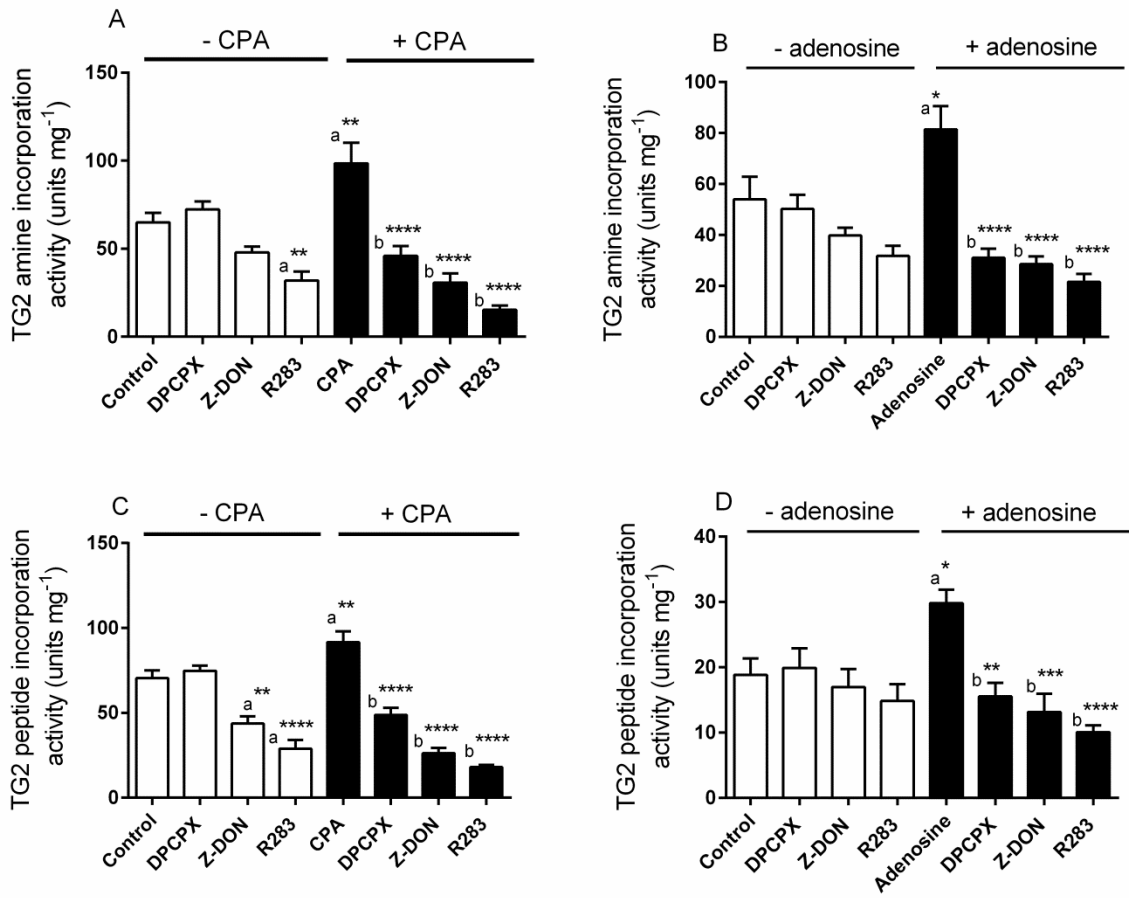 A
- CPA
+ CPA
TG2 amine incorporation
activity (units mg⁻¹)
150
100
50
0
a
**
a
**
b
****
b
****
b
****
Control
DPCPX
Z-DON
R283
CPA
DPCPX
Z-DON
R283
B
- adenosine
+ adenosine
TG2 amine incorporation
activity (units mg⁻¹)
100
80
60
40
20
0
a
*
b
****
b
****
b
****
Control
DPCPX
Z-DON
R283
Adenosine
DPCPX
Z-DON
R283
C
- CPA
+ CPA
TG2 peptide incorporation
activity (units mg⁻¹)
150
100
50
0
a
**
a
****
a
**
b
****
b
****
b
****
Control
DPCPX
Z-DON
R283
CPA
DPCPX
Z-DON
R283
D
- adenosine
+ adenosine
TG2 peptide incorporation
activity (units mg⁻¹)
40
30
20
10
0
a
*
b
**
b
***
b
****
Control
DPCPX
Z-DON
R283
Adenosine
DPCPX
Z-DON
R283